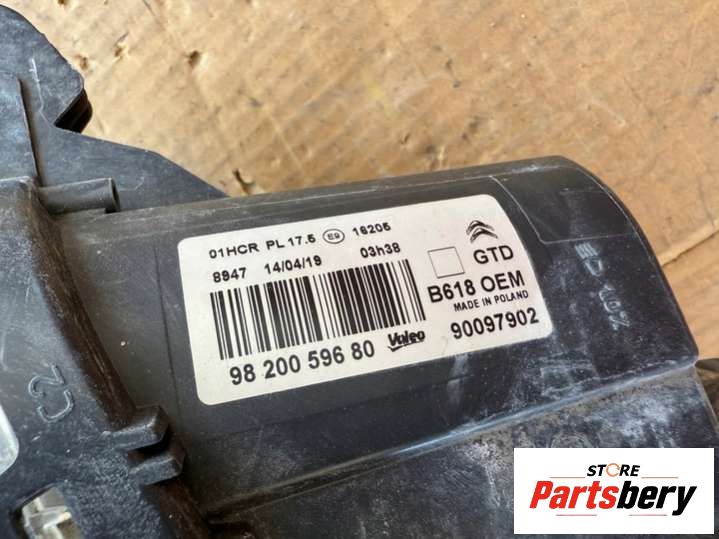 01HCR PL 17.5 E9 16205
8947 14/04/19 03h38
GTD
B618 OEM
MADE IN POLAND
98 200 596 80 Valeo 90097902
C2
STORE
Partsbery